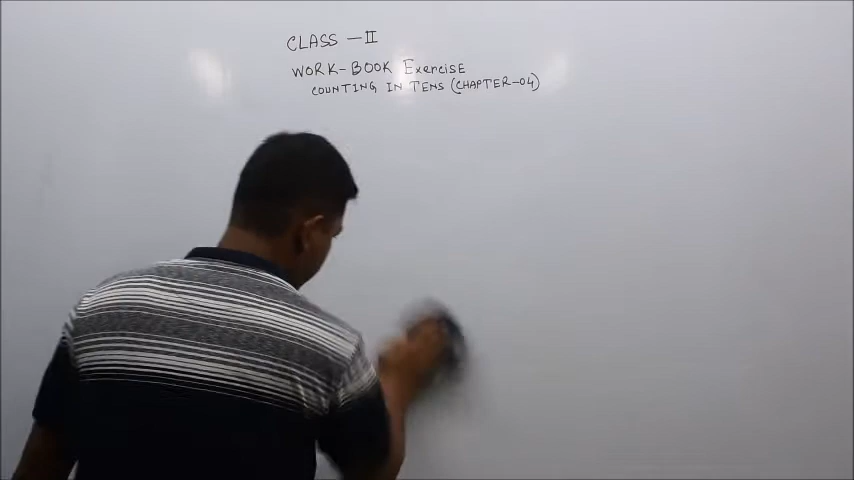 CLASS - II
WORK-BOOK Exercise
COUNTING IN TENS (CHAPTER-04)